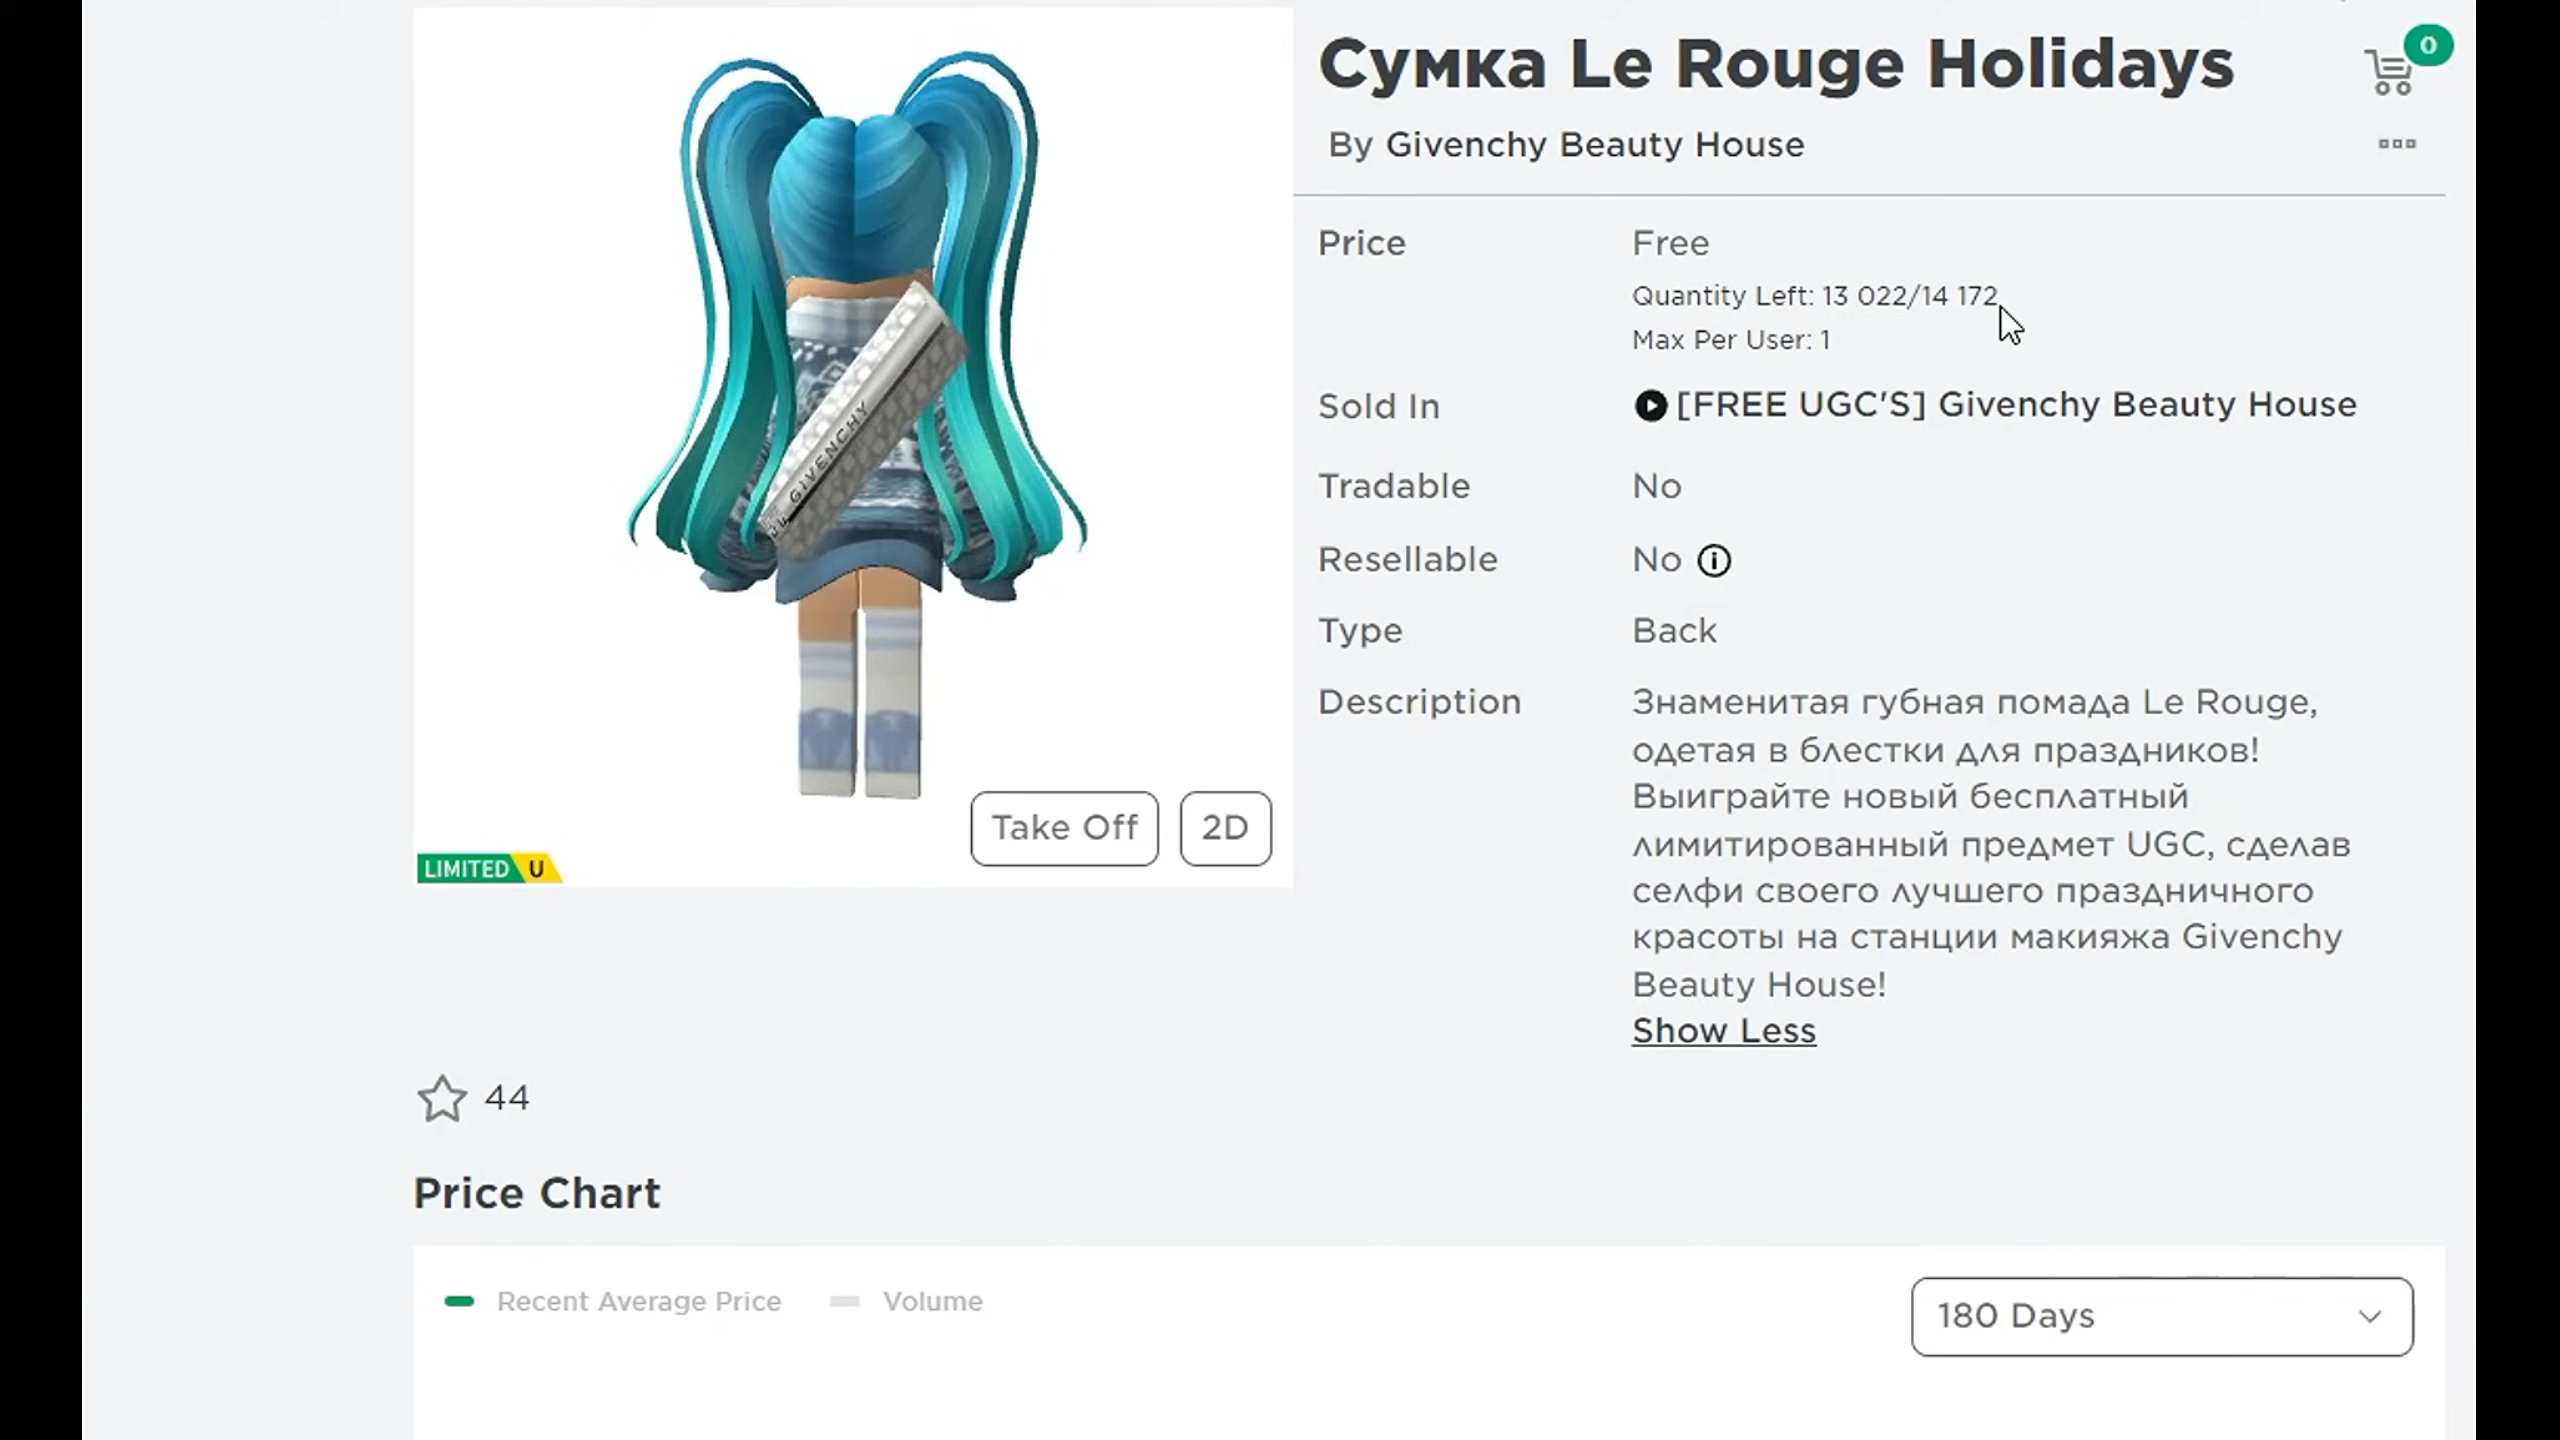 Сумка Le Rouge Holidays
0
By Givenchy Beauty House
Price
Free
Quantity Left: 13 022/14 172
Max Per User: 1
Sold In
[FREE UGC'S] Givenchy Beauty House
Tradable
No
Resellable
No
Type
Back
Description
Знаменитая губная помада Le Rouge,
одетая в блестки для праздников!
Выиграйте новый бесплатный
лимитированный предмет UGC, сделав
селфи своего лучшего праздничного
красоты на станции макияжа Givenchy
Beauty House!
Show Less
GIVENCHY
Take Off
2D
LIMITED U
44
Price Chart
Recent Average Price
Volume
180 Days